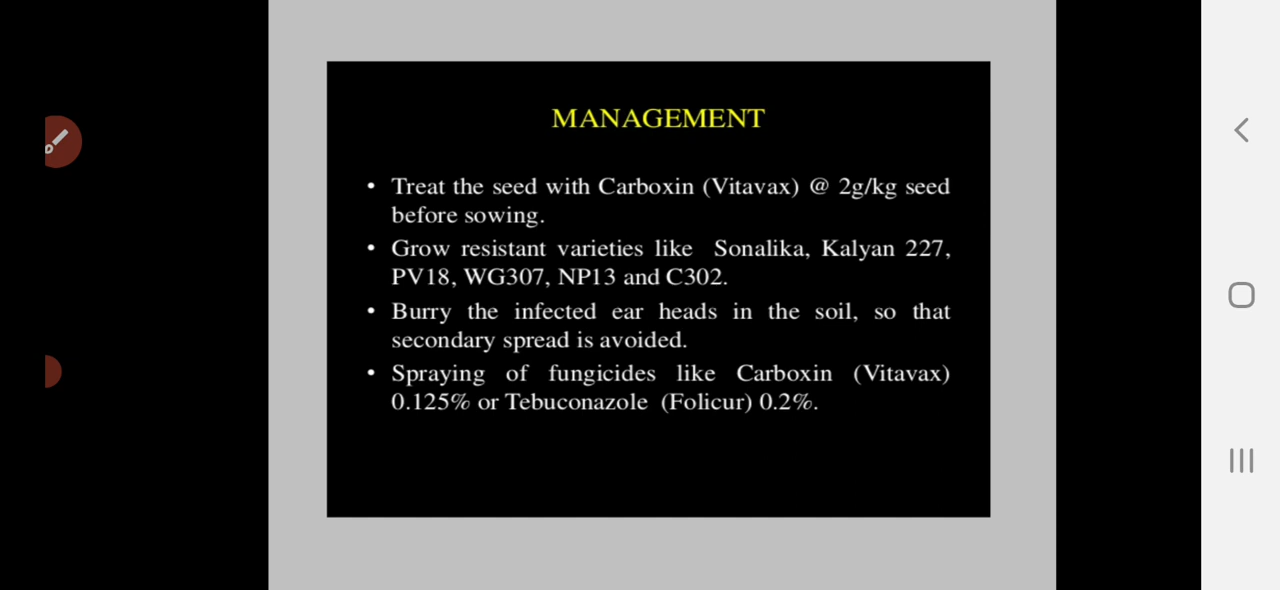 MANAGEMENT
• Treat the seed with Carboxin (Vitavax) @ 2g/kg seed
before sowing.
• Grow resistant varieties like Sonalika, Kalyan 227,
PV18, WG307, NP13 and C302.
• Burry the infected ear heads in the soil, so that
secondary spread is avoided.
• Spraying of fungicides like Carboxin (Vitavax)
0.125% or Tebuconazole (Folicur) 0.2%.